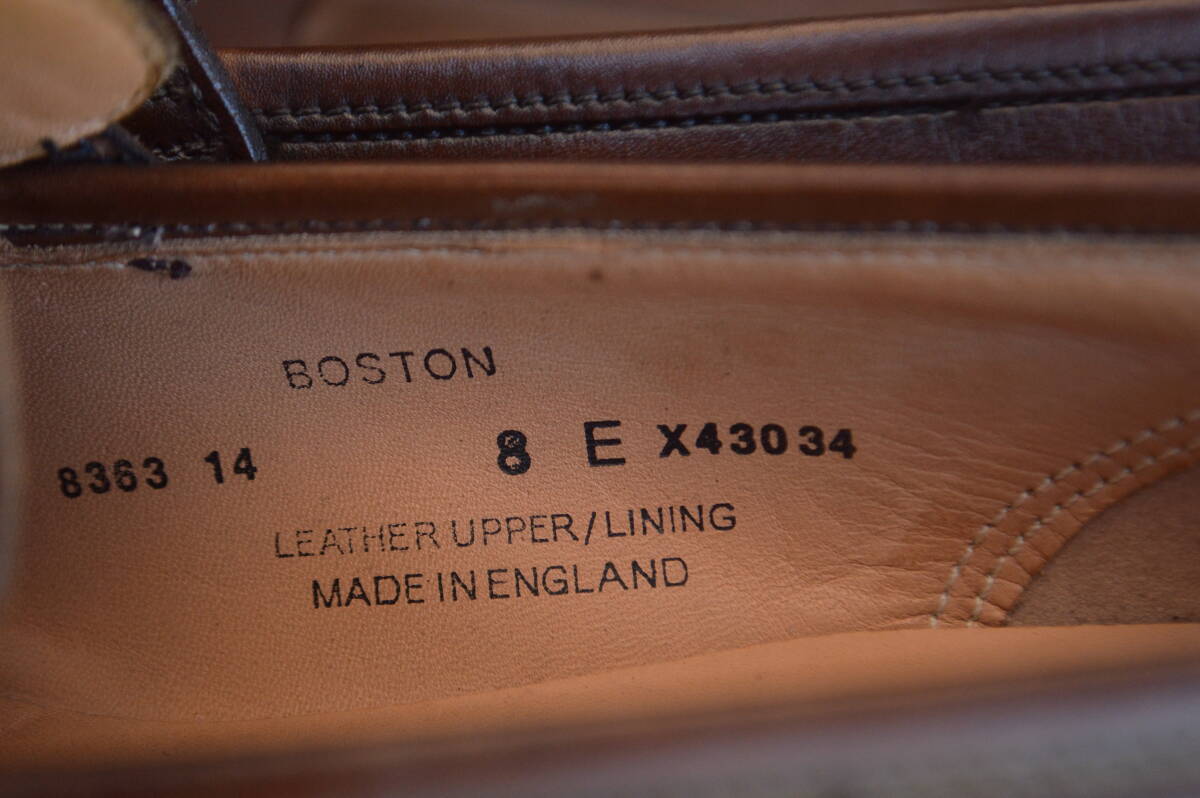 BOSTON
8363 14 8 E X43034
LEATHER UPPER/LINING
MADE IN ENGLAND